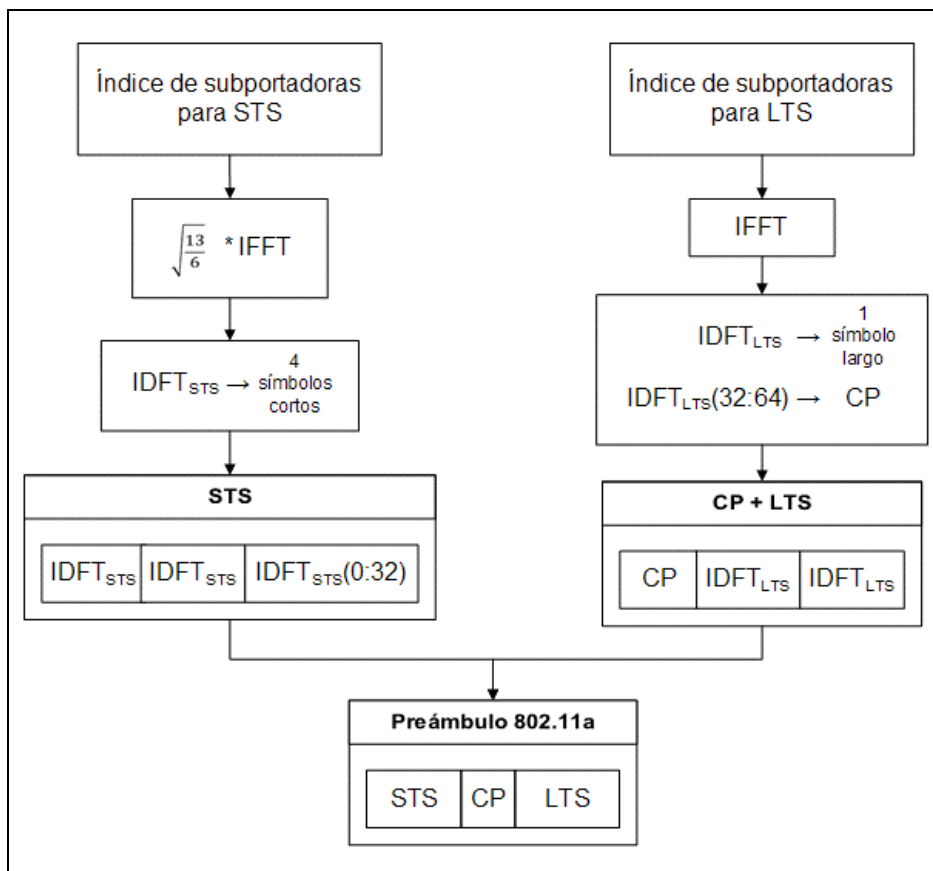 Índice de subportadoras
para STS
√13/6 * IFFT
IDFT_STS → 4
símbolos
cortos
STS
IDFT_STS IDFT_STS IDFT_STS(0:32)
Índice de subportadoras
para LTS
IFFT
IDFT_LTS → 1
símbolo
largo
IDFT_LTS(32:64) → CP
CP + LTS
CP IDFT_LTS IDFT_LTS
Preámbulo 802.11a
STS CP LTS